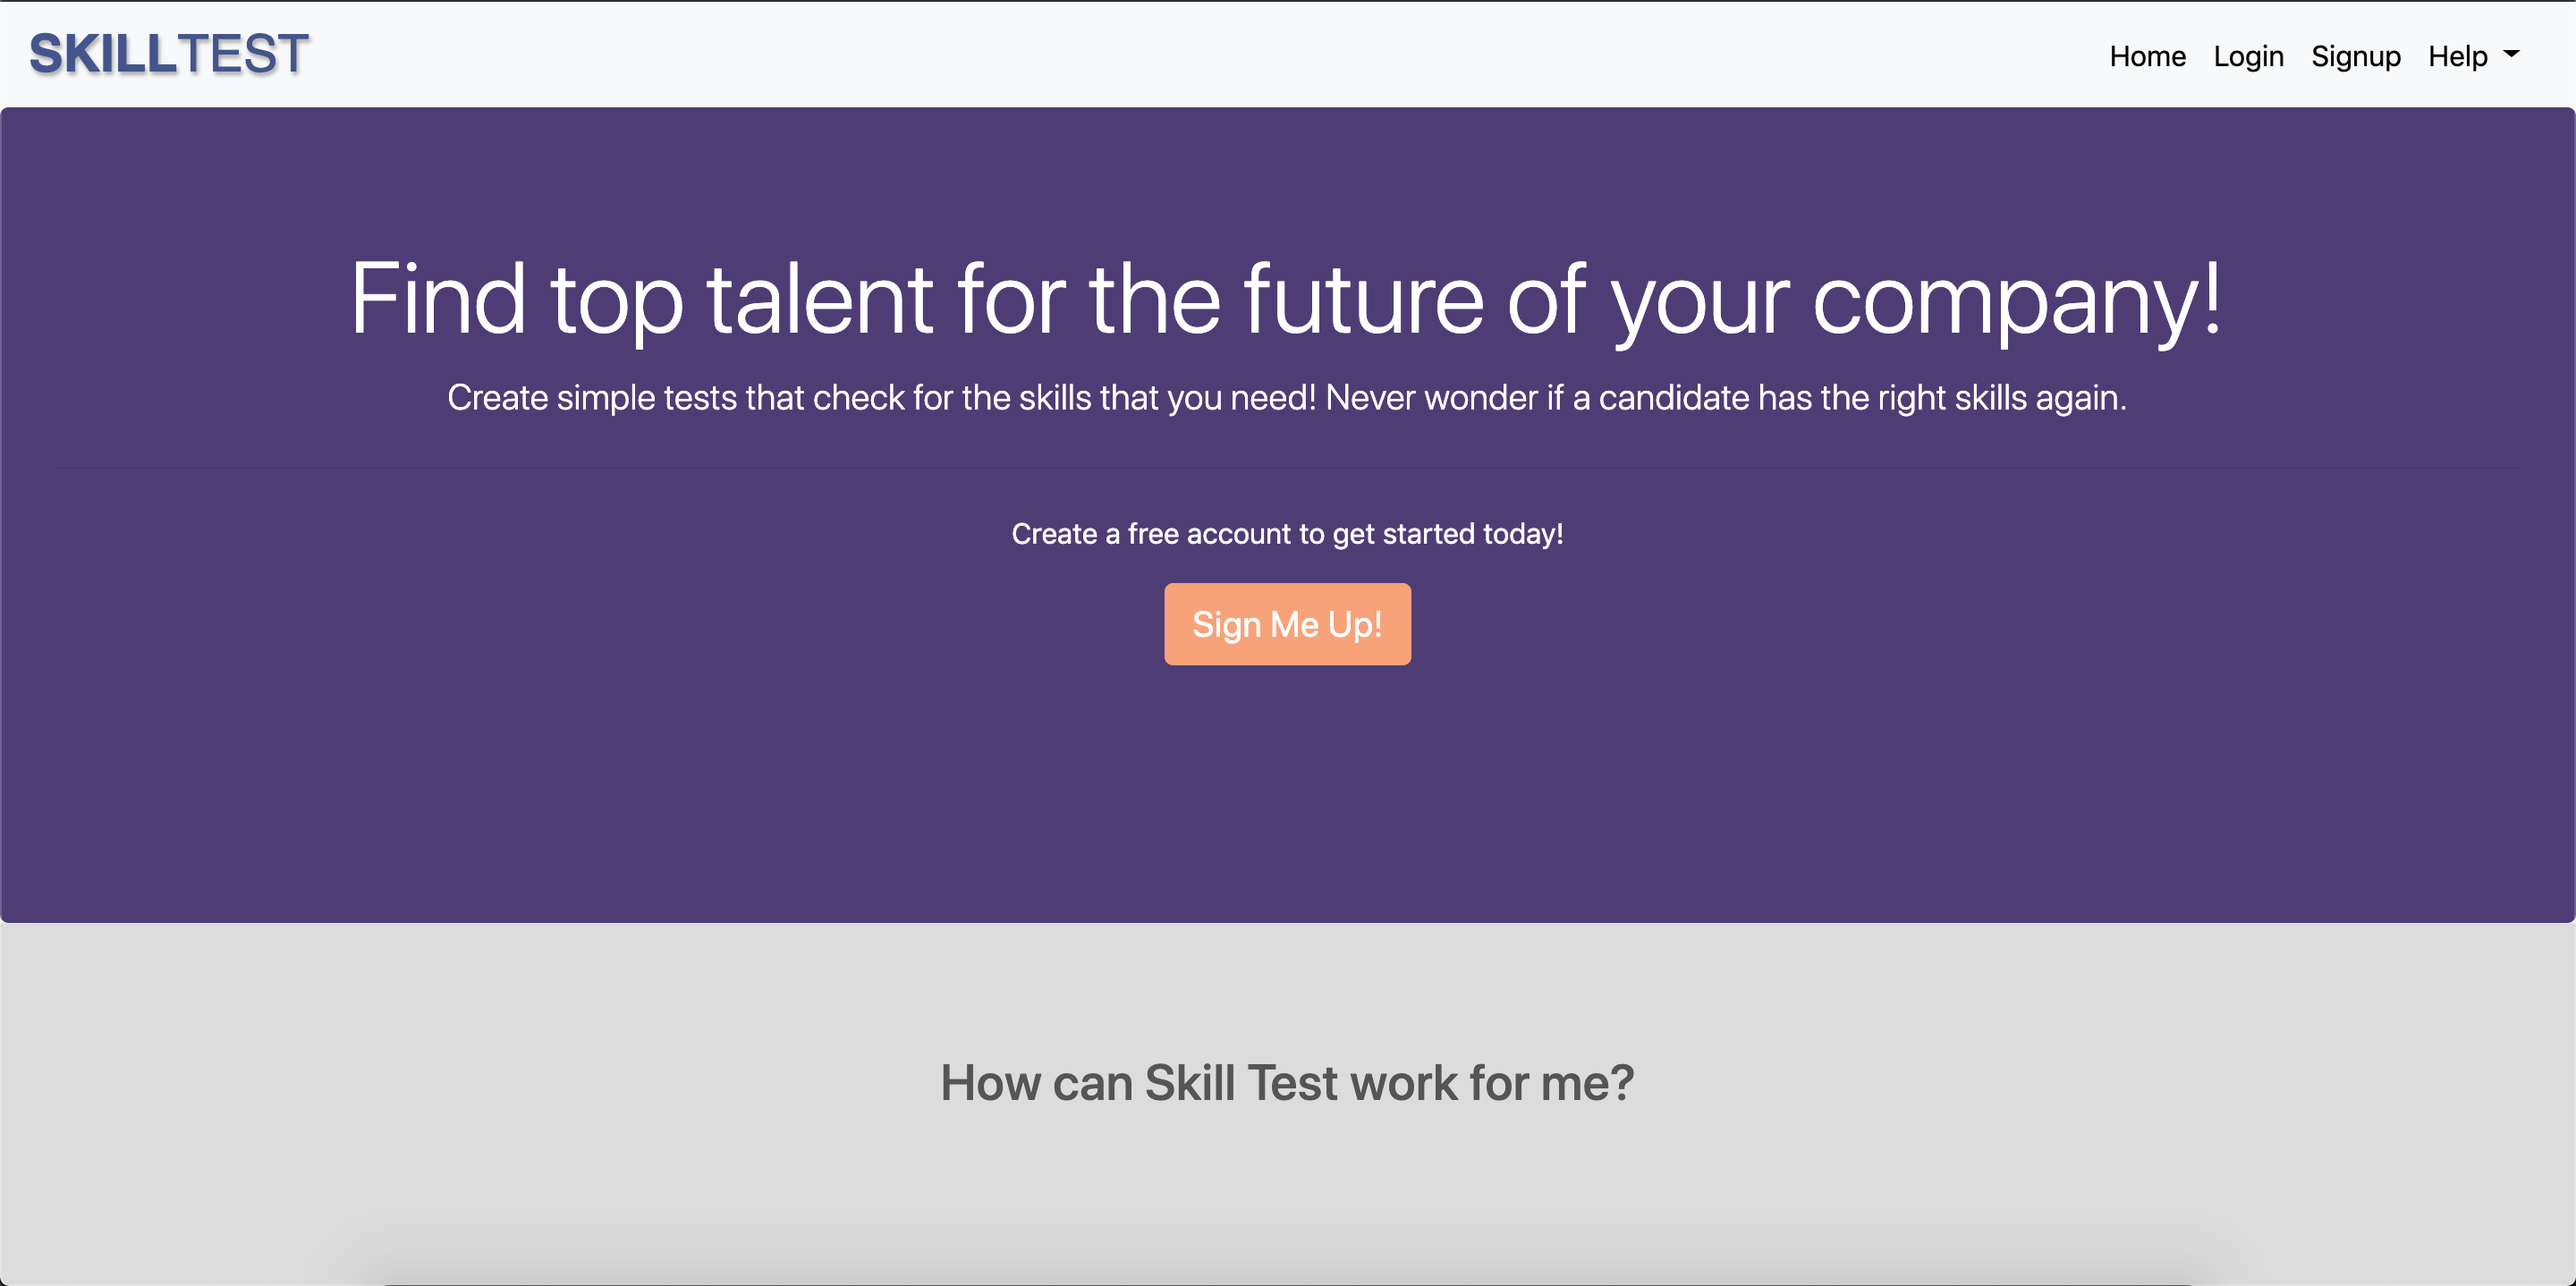 SKILLTEST
Home Login Signup Help
Find top talent for the future of your company!
Create simple tests that check for the skills that you need! Never wonder if a candidate has the right skills again.
Create a free account to get started today!
Sign Me Up!
How can Skill Test work for me?